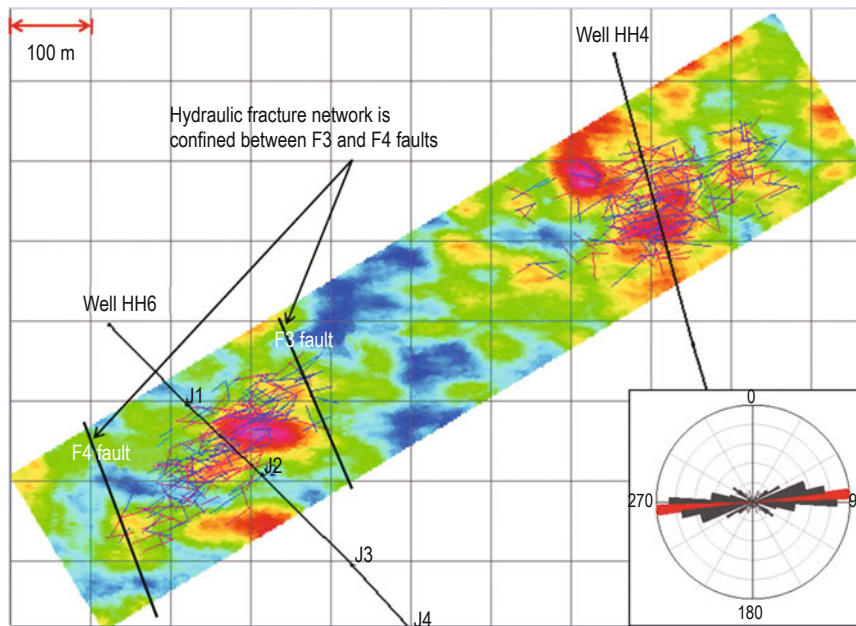 100 m
Well HH4
Hydraulic fracture network is
confined between F3 and F4 faults
Well HH6
F3 fault
J1
F4 fault
J2
J3
J4
0
270
9
180